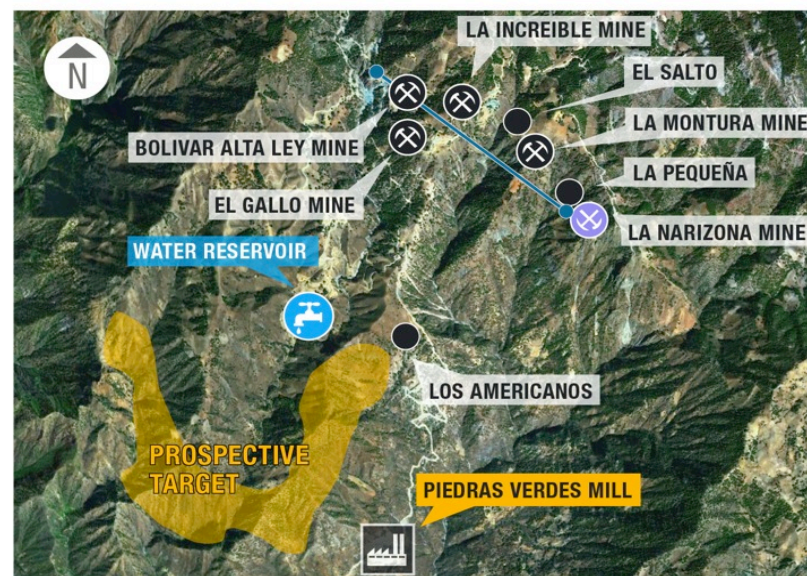 N
LA INCREIBLE MINE
EL SALTO
BOLIVAR ALTA LEY MINE
LA MONTURA MINE
LA PEQUEÑA
EL GALLO MINE
LA NARIZONA MINE
WATER RESERVOIR
LOS AMERICANOS
PROSPECTIVE
TARGET
PIEDRAS VERDES MILL